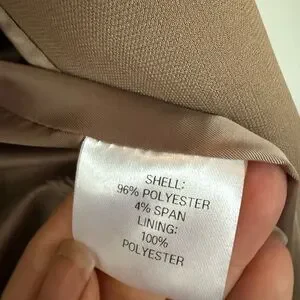 SHELL:
96% POLYESTER
4% SPAN
LINING:
100%
POLYESTER